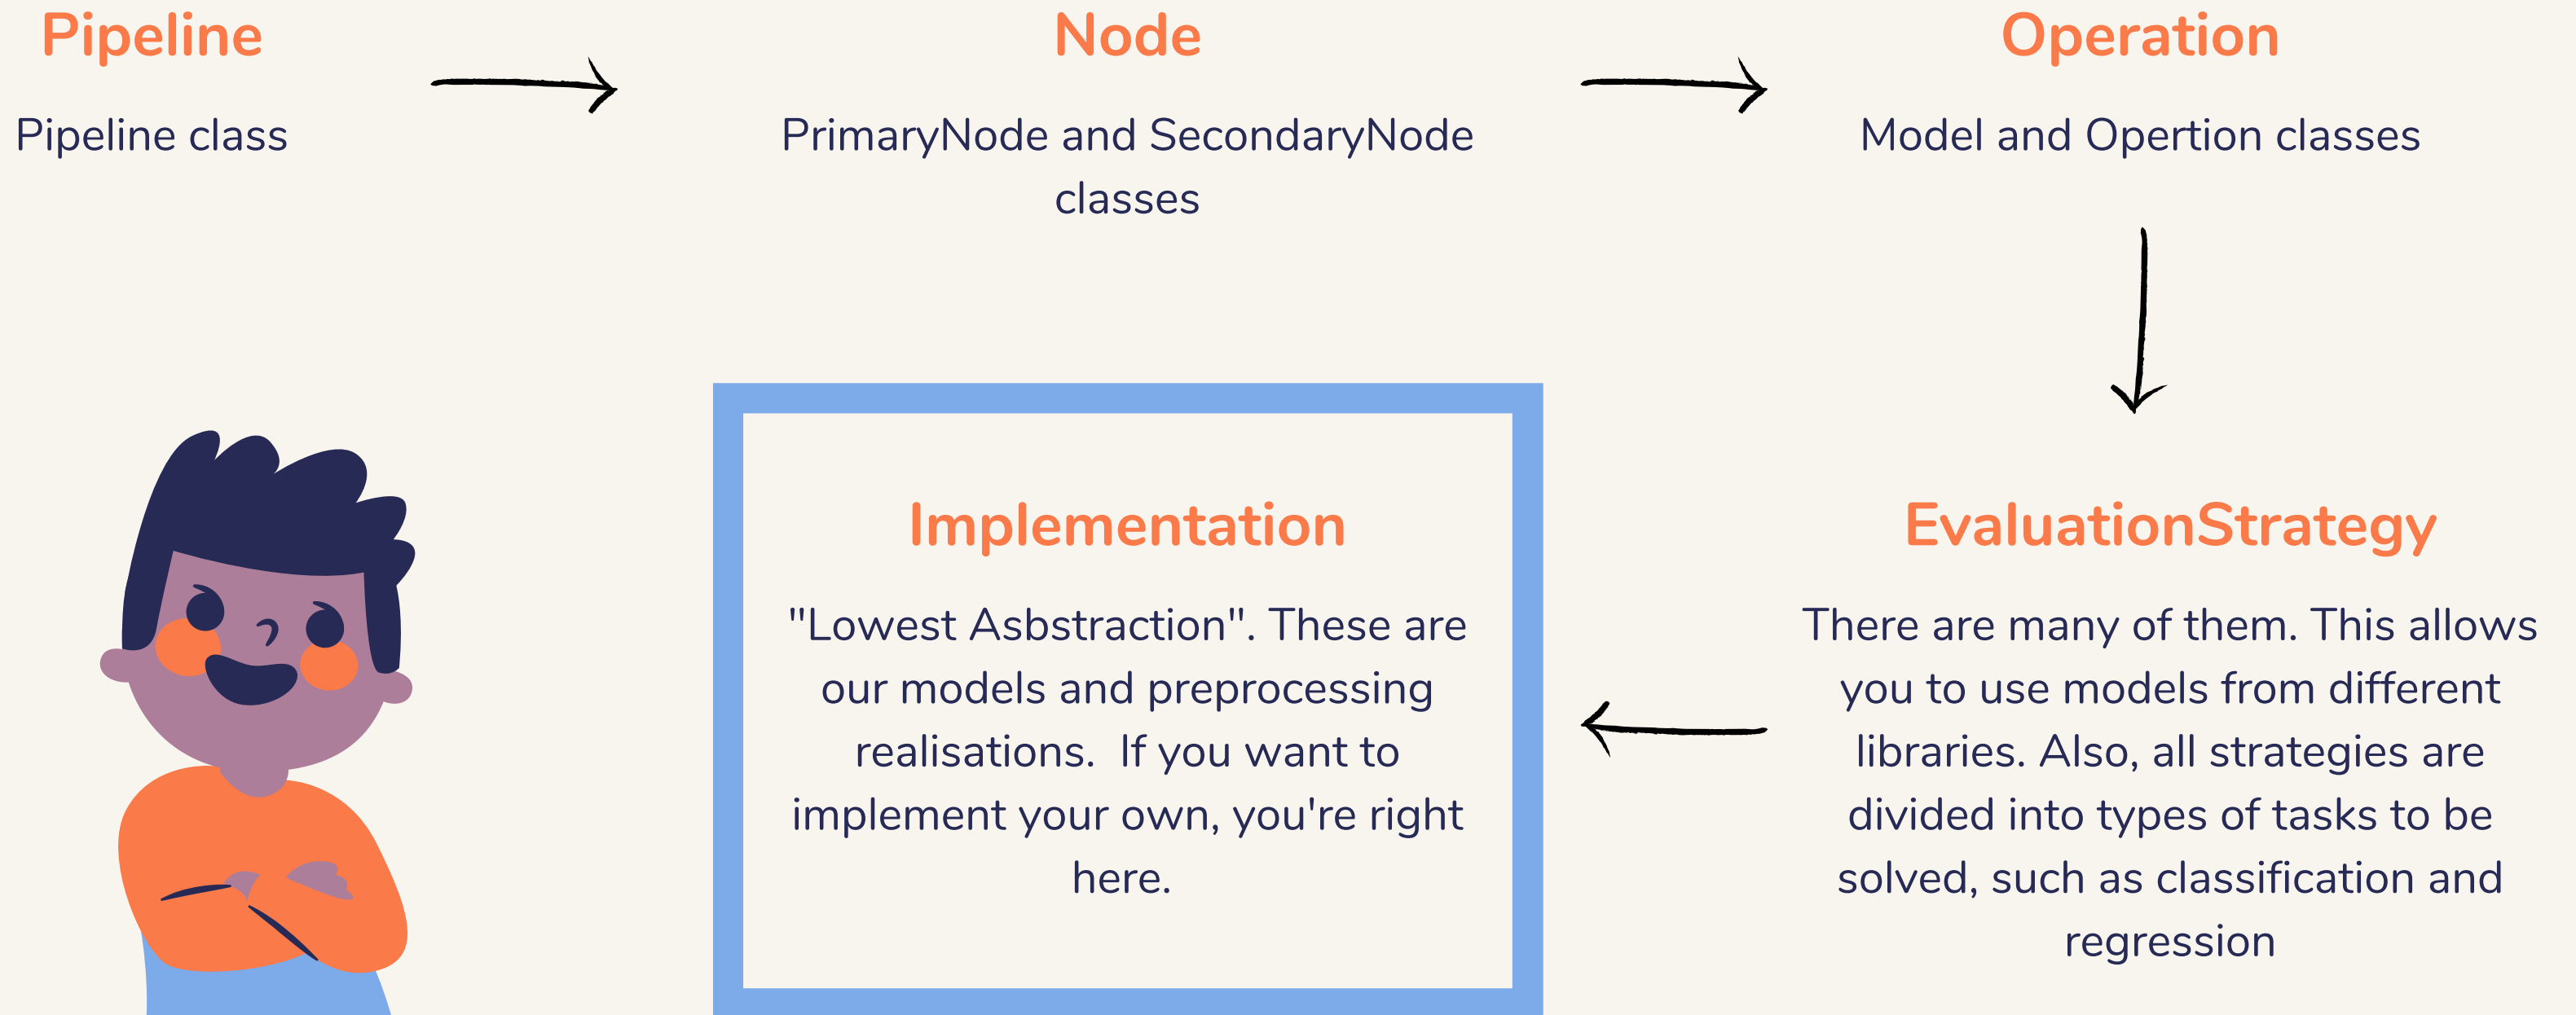 Pipeline
Pipeline class
Node
PrimaryNode and SecondaryNode
classes
Operation
Model and Opertion classes
EvaluationStrategy
There are many of them. This allows
you to use models from different
libraries. Also, all strategies are
divided into types of tasks to be
solved, such as classification and
regression
Implementation
"Lowest Asbstraction". These are
our models and preprocessing
realisations.  If you want to
implement your own, you're right
here.